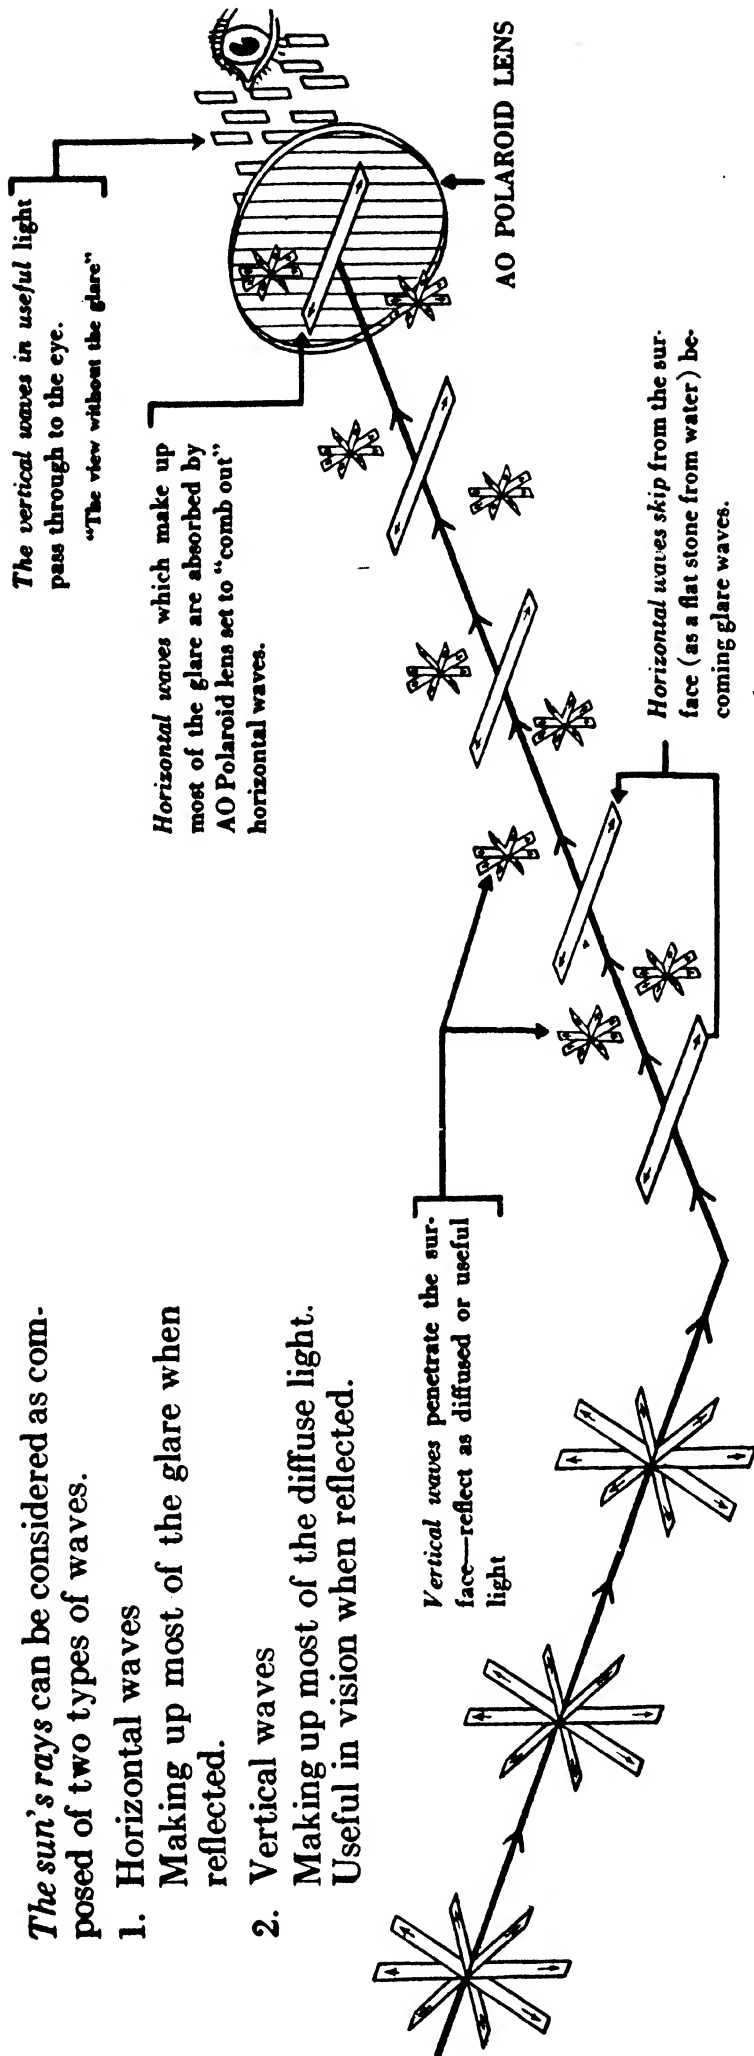 The sun's rays can be considered as com-
posed of two types of waves.
1. Horizontal waves
Making up most of the glare when
reflected.
2. Vertical waves
Making up most of the diffuse light.
Useful in vision when reflected.
Vertical waves penetrate the sur-
face—reflect as diffused or useful
light
Horizontal waves skip from the sur-
face (as a flat stone from water) be-
coming glare waves.
Horizontal waves which make up
most of the glare are absorbed by
AO Polaroid lens set to "comb out"
horizontal waves.
The vertical waves in useful light
pass through to the eye.
"The view without the glare"
AO POLAROID LENS